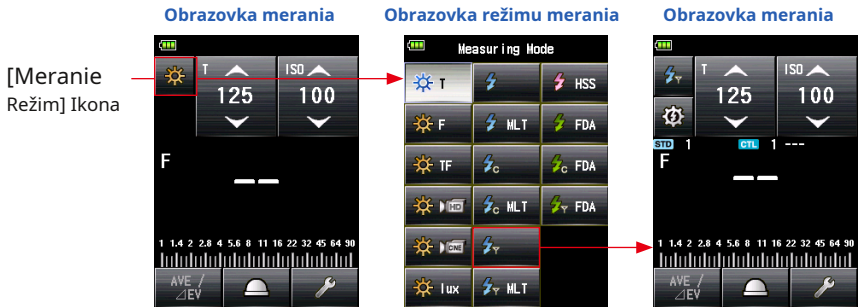 Obrazovka merania
Obrazovka režimu merania
Obrazovka merania
[Meranie
Režim] Ikona
T
125
ISO
100
F
1 1.4 2 2.8 4 5.6 8 11 16 22 32 45 64 90
AVE /
⊿EV
Measuring Mode
T
HSS
F
MLT
FDA
TF
C
C FDA
HD
C MLT
FDA
CINE
lux
MLT
T
125
ISO
100
STD 1
CTL 1 ---
F
1 1.4 2 2.8 4 5.6 8 11 16 22 32 45 64 90
AVE /
⊿EV